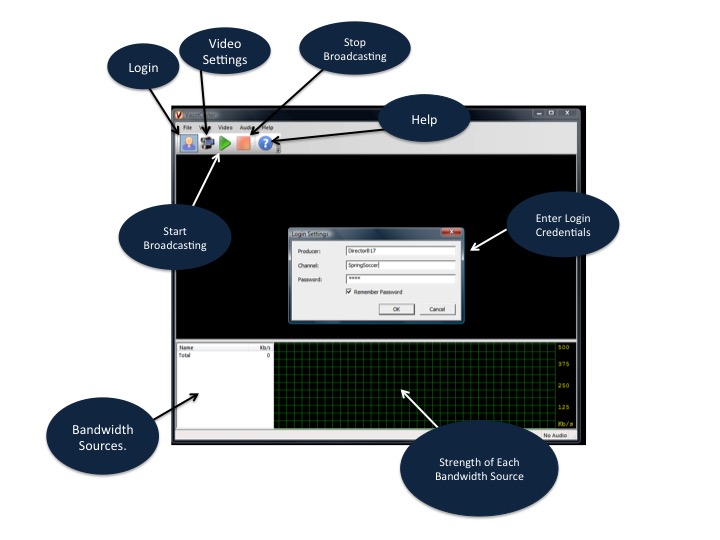 Video
Settings
Stop
Broadcasting
Login
Help
File
Video
Audio
Help
Start
Broadcasting
Enter Login
Credentials
Login Settings
Producer:
DirectorB17
Channel:
SpringSoccer
Password:
****
Remember Password
OK
Cancel
Name Kb/s
Total 0
500
375
250
125
Kb/s
No Audio
Bandwidth
Sources.
Strength of Each
Bandwidth Source